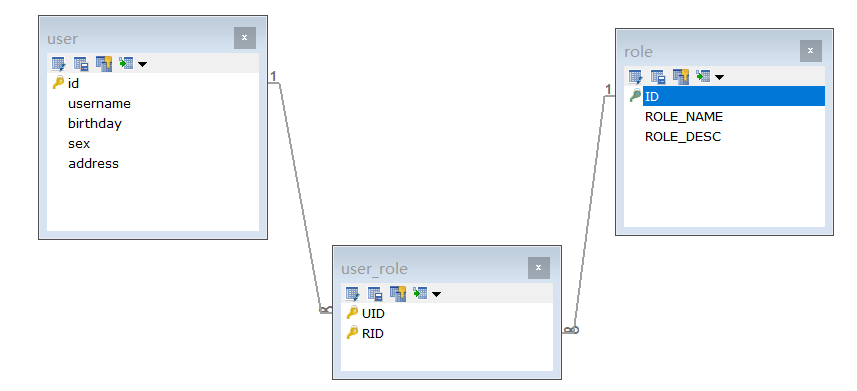 user
x
id
username
birthday
sex
address
1
role
x
ID
ROLE_NAME
ROLE_DESC
1
user_role
x
UID
RID
∞
∞